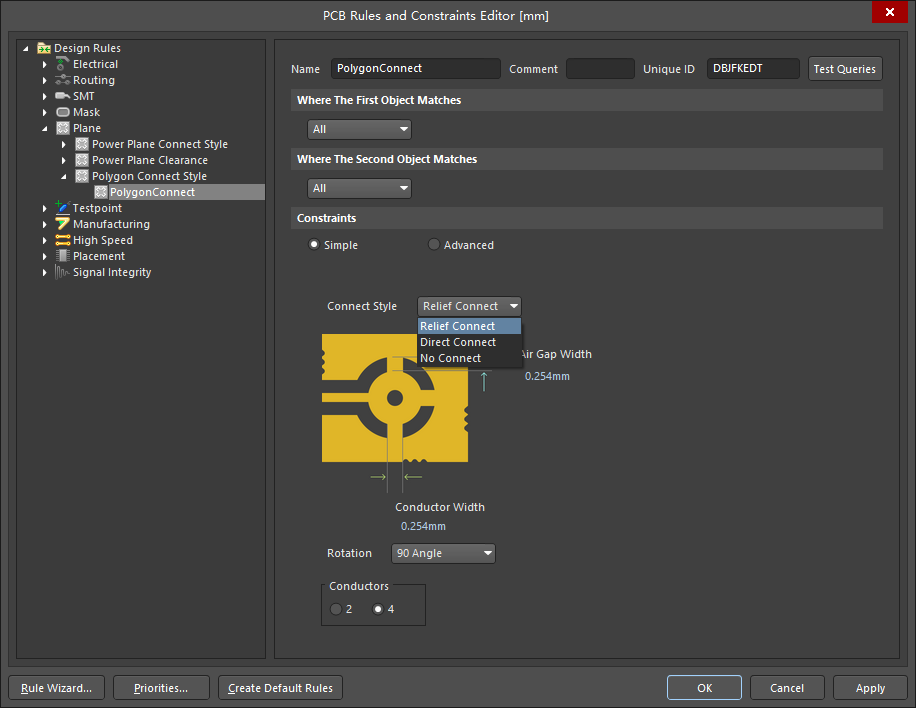 PCB Rules and Constraints Editor [mm]
Design Rules
Electrical
Routing
SMT
Mask
Plane
Power Plane Connect Style
Power Plane Clearance
Polygon Connect Style
PolygonConnect
Testpoint
Manufacturing
High Speed
Placement
Signal Integrity
Name PolygonConnect Comment Unique ID DBJFKEDT Test Queries
Where The First Object Matches
All
Where The Second Object Matches
All
Constraints
Simple Advanced
Connect Style Relief Connect
Relief Connect
Direct Connect
No Connect
Air Gap Width
0.254mm
Conductor Width
0.254mm
Rotation 90 Angle
Conductors
2 4
Rule Wizard... Priorities... Create Default Rules OK Cancel Apply